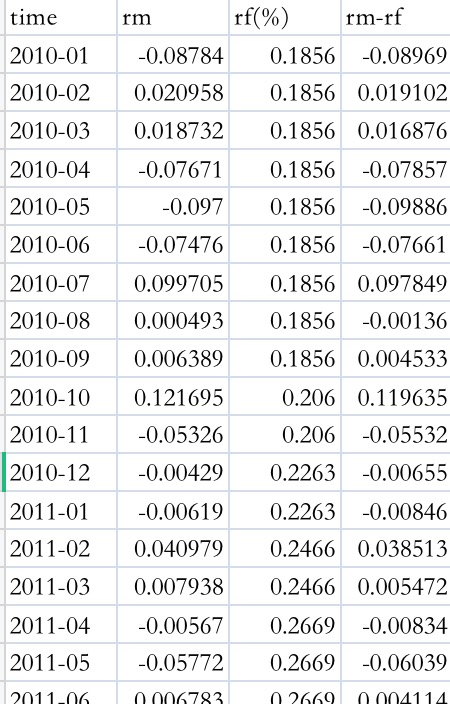 time rm rf(%) rm-rf
2010-01 -0.08784 0.1856 -0.08969
2010-02 0.020958 0.1856 0.019102
2010-03 0.018732 0.1856 0.016876
2010-04 -0.07671 0.1856 -0.07857
2010-05 -0.097 0.1856 -0.09886
2010-06 -0.07476 0.1856 -0.07661
2010-07 0.099705 0.1856 0.097849
2010-08 0.000493 0.1856 -0.00136
2010-09 0.006389 0.1856 0.004533
2010-10 0.121695 0.206 0.119635
2010-11 -0.05326 0.206 -0.05532
2010-12 -0.00429 0.2263 -0.00655
2011-01 -0.00619 0.2263 -0.00846
2011-02 0.040979 0.2466 0.038513
2011-03 0.007938 0.2466 0.005472
2011-04 -0.00567 0.2669 -0.00834
2011-05 -0.05772 0.2669 -0.06039
2011-06 0.006783 0.2669 0.004114